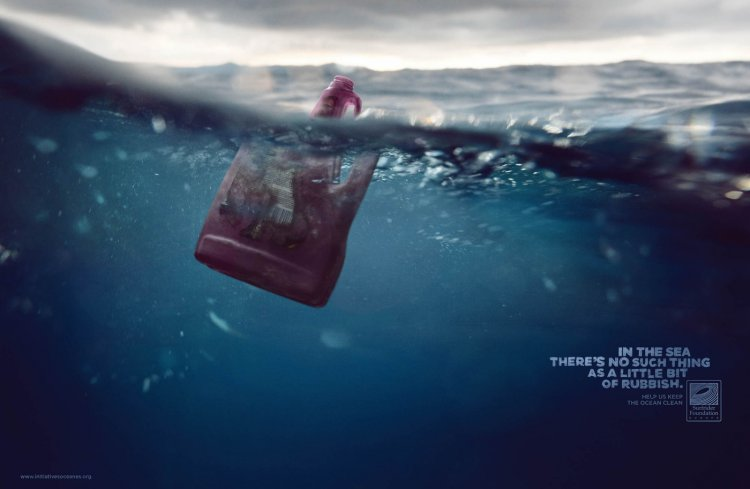 IN THE SEA
THERE'S NO SUCH THING
AS A LITTLE BIT
OF RUBBISH.
HELP US KEEP
THE OCEAN CLEAN
Surfrider
Foundation
EUROPE
www.initiativesoceanes.org